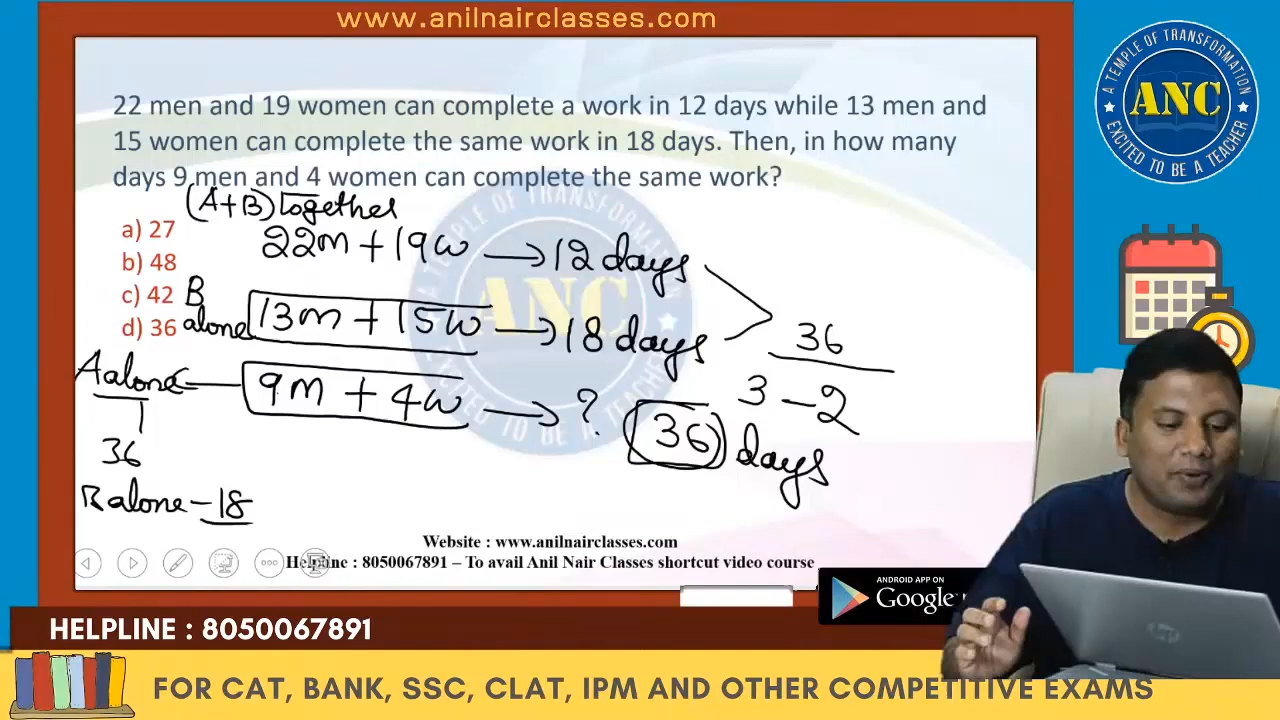 www.anilnairclasses.com
22 men and 19 women can complete a work in 12 days while 13 men and
15 women can complete the same work in 18 days. Then, in how many
days 9 men and 4 women can complete the same work?
(A+B) Together
a) 27
22m + 19w → 12 days
b) 48
c) 42
B alone 13m + 15w → 18 days
d) 36
36
3 - 2
A alone 9m + 4w → ?
36 days
36
B alone - 18
ANC
Website : www.anilnairclasses.com
Helpline : 8050067891 – To avail Anil Nair Classes shortcut video course
A TEMPLE OF TRANSFORMATION
ANC
EXCITED TO BE A TEACHER
ANDROID APP ON
Google
HELPLINE : 8050067891
FOR CAT, BANK, SSC, CLAT, IPM AND OTHER COMPETITIVE EXAMS